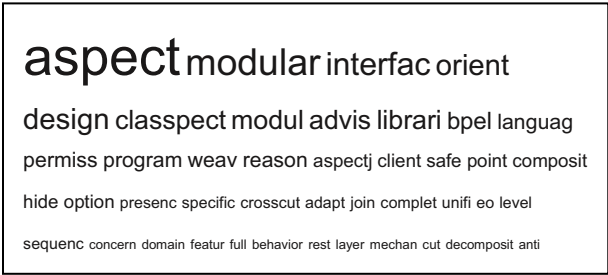 aspect modular interfac orient
design classpect modul advis librari bpel languag
permiss program weav reason aspectj client safe point composit
hide option presenc specific crosscut adapt join complet unifi eo level
sequenc concern domain featur full behavior rest layer mechan cut decomposit anti